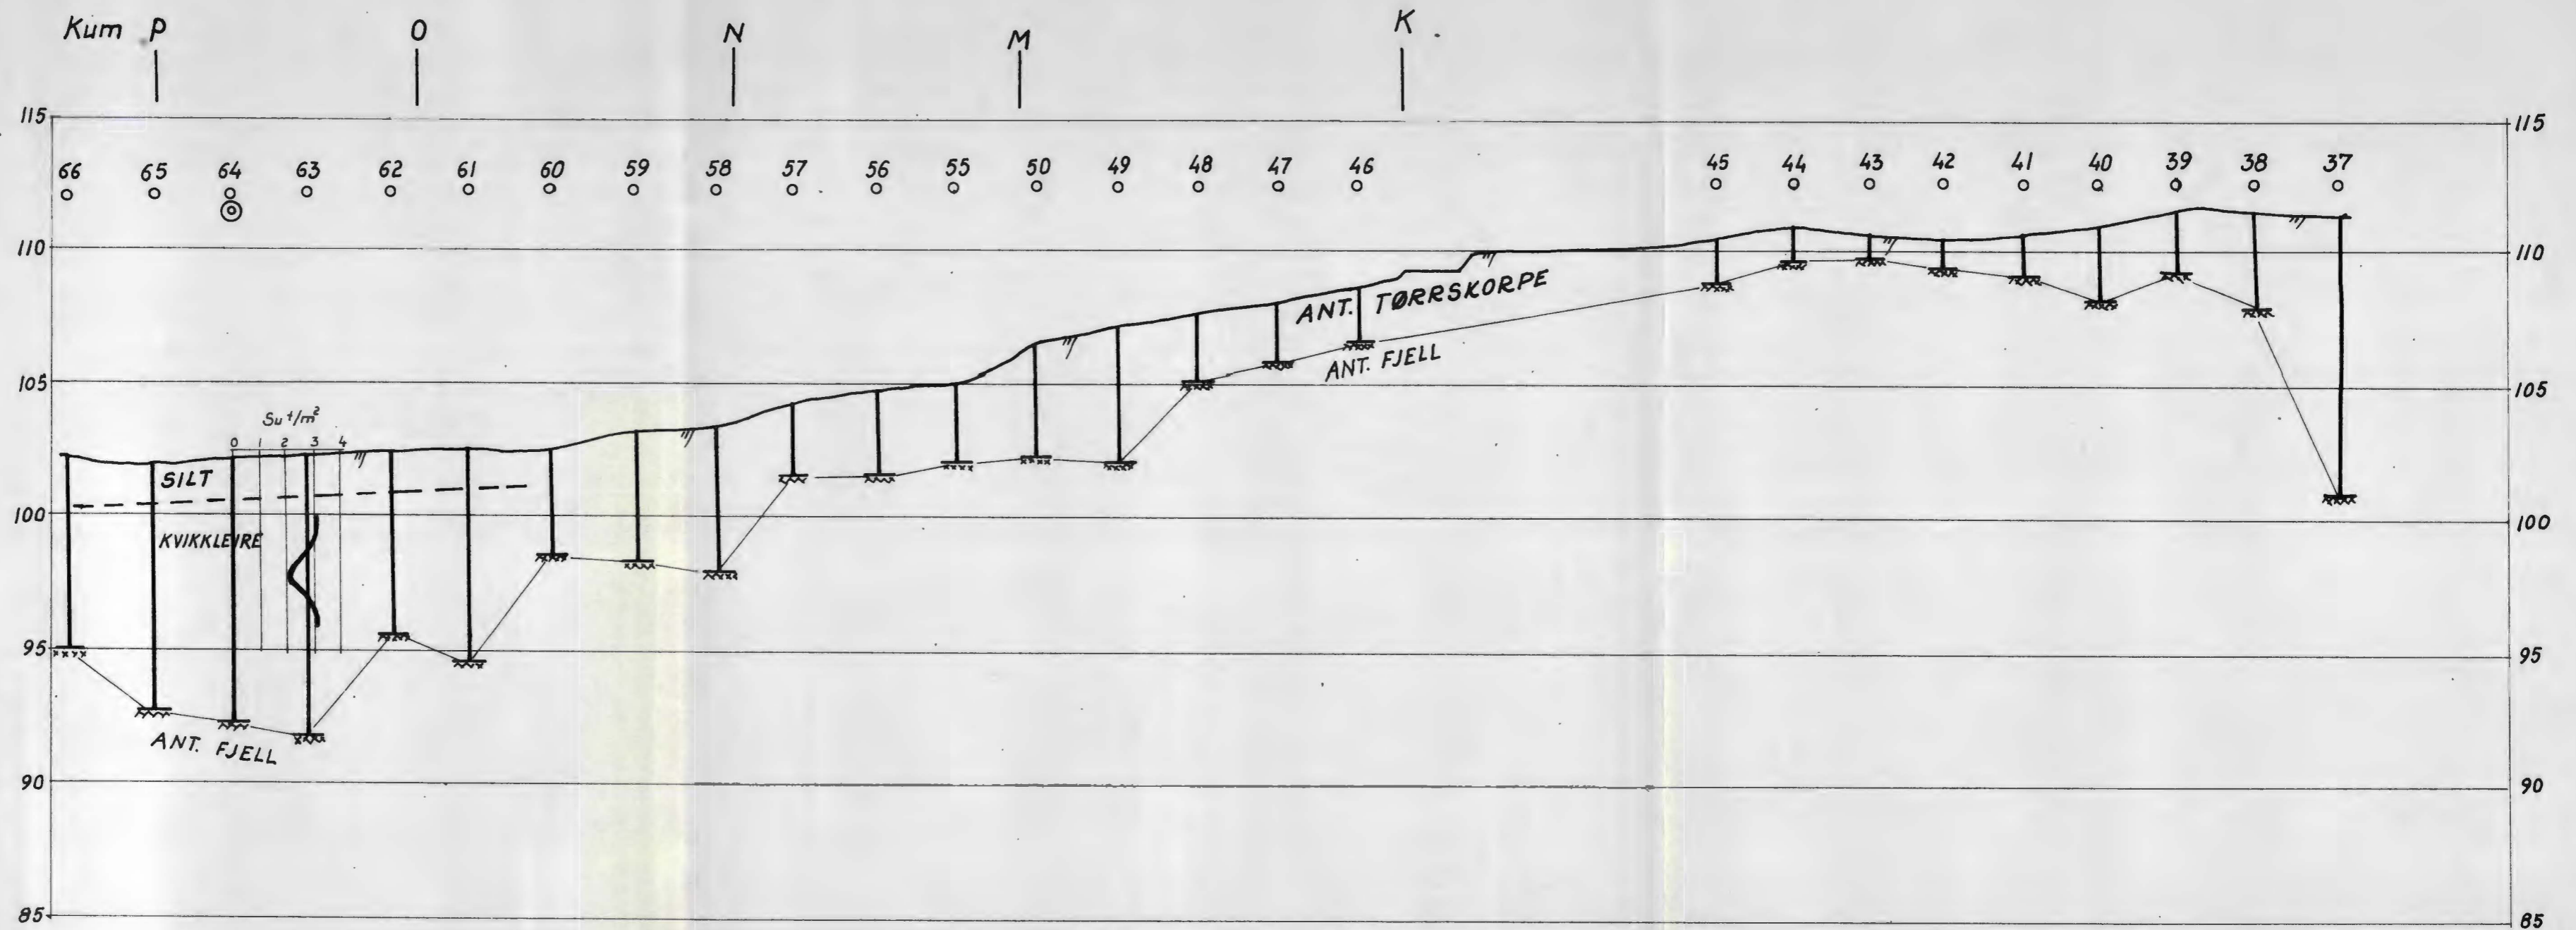 Kum P O N M K
115 115
66 65 64 63 62 61 60 59 58 57 56 55 50 49 48 47 46 45 44 43 42 41 40 39 38 37
110 110
ANT. TØRRSKORPE
ANT. FJELL
105 105
Su t/m²
0 1 2 3 4
SILT
100 100
KVIKKLEIRE
95 95
ANT. FJELL
90 90
85 85